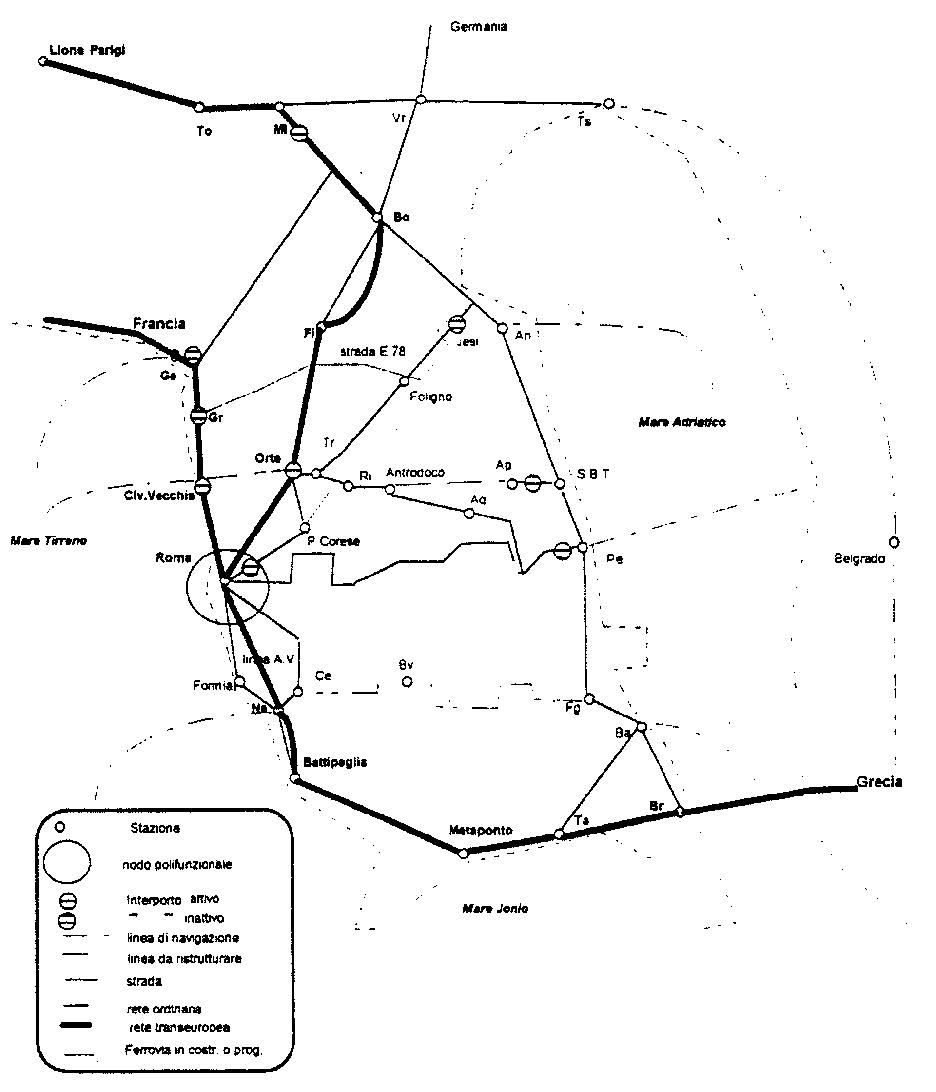 Germania
Lione Parigi
To
Mi
Vr
Ts
Bo
Francia
Fi
Jesi
An
strada E 78
Ge
Foligno
Gr
Mare Adriatico
Orte
Tr
Ri
Antrodoco
Ap
S B T
Civ.Vecchia
Aq
Mare Tirreno
P Corese
Roma
Pe
Belgrado
linea A.V
Formia
Ce
Bv
Na
Fg
Ba
Battipaglia
Grecia
Br
Ta
Metaponto
Mare Jonio
Stazione
nodo polifunzionale
Interporto attivo
" " inattivo
linea di navigazione
linea da ristrutturare
strada
rete ordinaria
rete transeuropea
Ferrovia in costr. o prog.